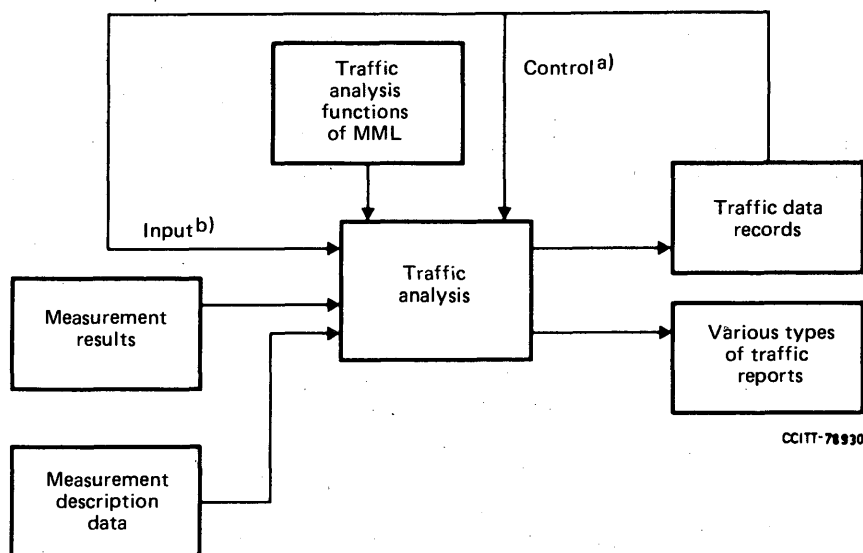 Traffic
analysis
functions
of MML
Control a)
Traffic data
records
Input b)
Traffic
analysis
Measurement
results
Various types
of traffic
reports
CCITT-78930
Measurement
description
data